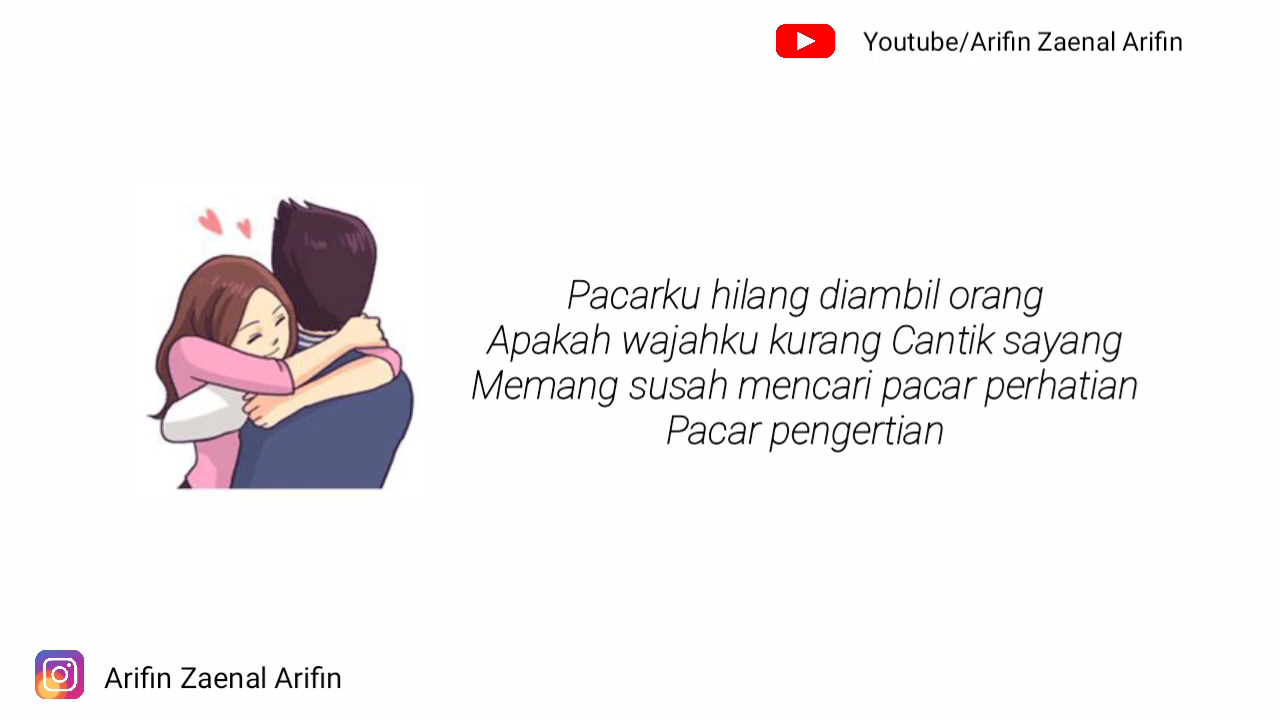 Youtube/Arifin Zaenal Arifin
Pacarku hilang diambil orang
Apakah wajahku kurang Cantik sayang
Memang susah mencari pacar perhatian
Pacar pengertian
Arifin Zaenal Arifin